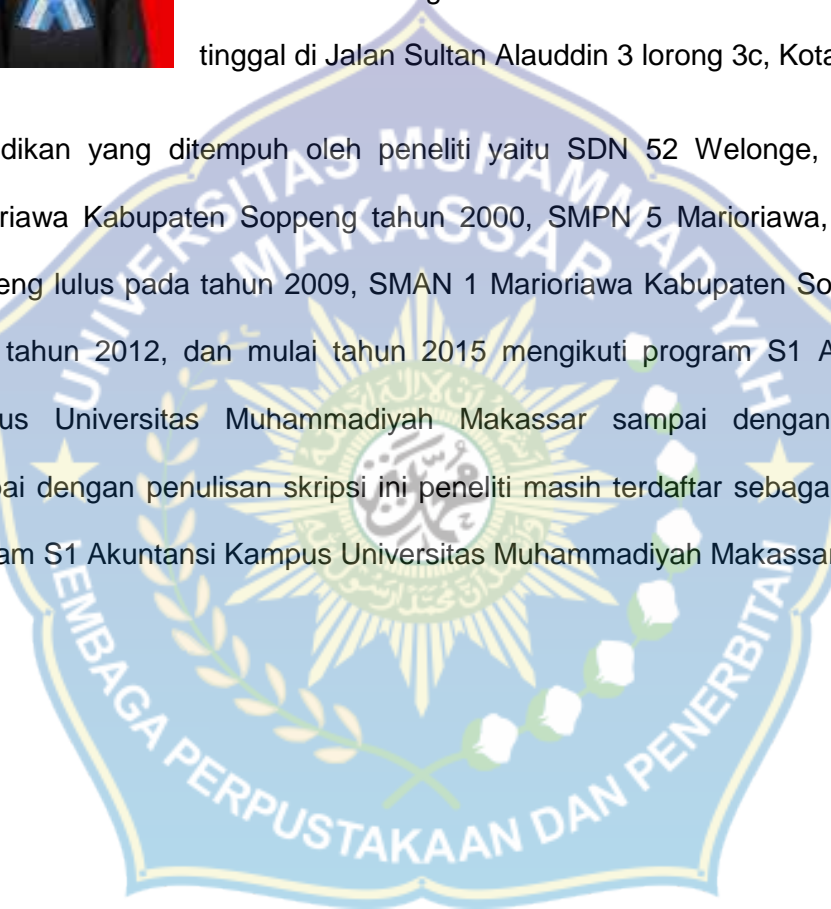 tinggal di Jalan Sultan Alauddin 3 lorong 3c, Kota
dikan yang ditempuh oleh peneliti yaitu SDN 52 Welonge,
riawa Kabupaten Soppeng tahun 2000, SMPN 5 Marioriawa,
eng lulus pada tahun 2009, SMAN 1 Marioriawa Kabupaten So
tahun 2012, dan mulai tahun 2015 mengikuti program S1 A
us Universitas Muhammadiyah Makassar sampai dengan
ai dengan penulisan skripsi ini peneliti masih terdaftar sebaga
am S1 Akuntansi Kampus Universitas Muhammadiyah Makassar
UNIVERSITAS MUHAMMADIYAH
MAKASSAR
LEMBAGA PERPUSTAKAAN DAN PENERBITAN